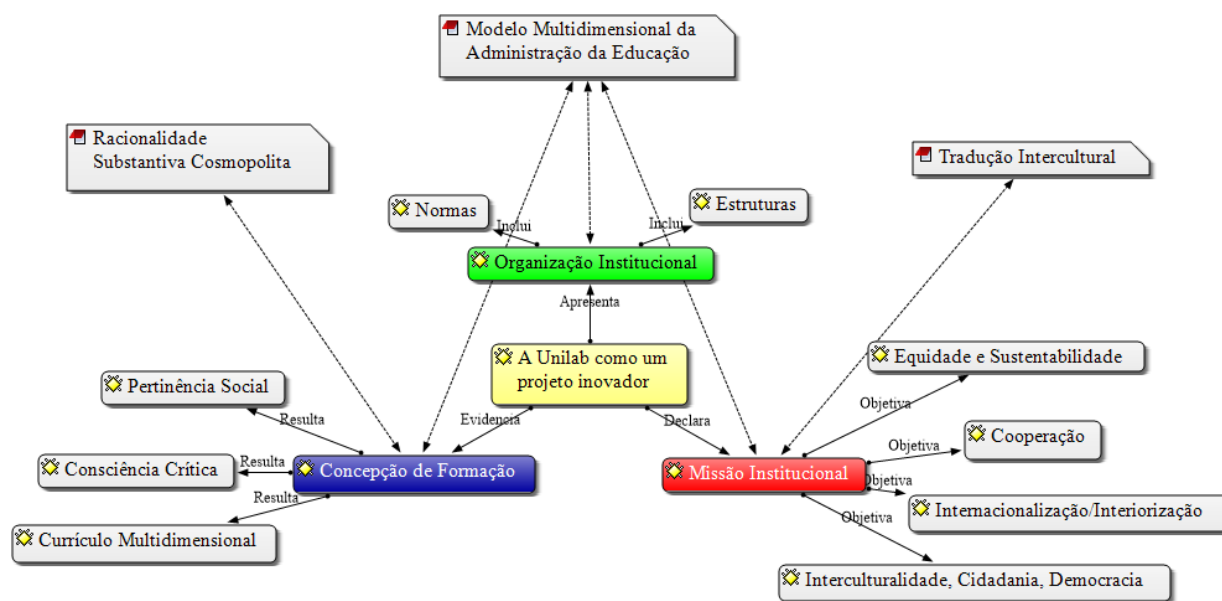 Modelo Multidimensional da
Administração da Educação
Racionalidade
Substantiva Cosmopolita
Tradução Intercultural
Normas
Estruturas
Inclui
Inclui
Organização Institucional
Apresenta
A Unilab como um
projeto inovador
Equidade e Sustentabilidade
Pertinência Social
Objetiva
Resulta
Evidencia
Declara
Cooperação
Objetiva
Consciência Crítica
Resulta
Concepção de Formação
Missão Institucional
Objetiva
Resulta
Internacionalização/Interiorização
Objetiva
Currículo Multidimensional
Interculturalidade, Cidadania, Democracia